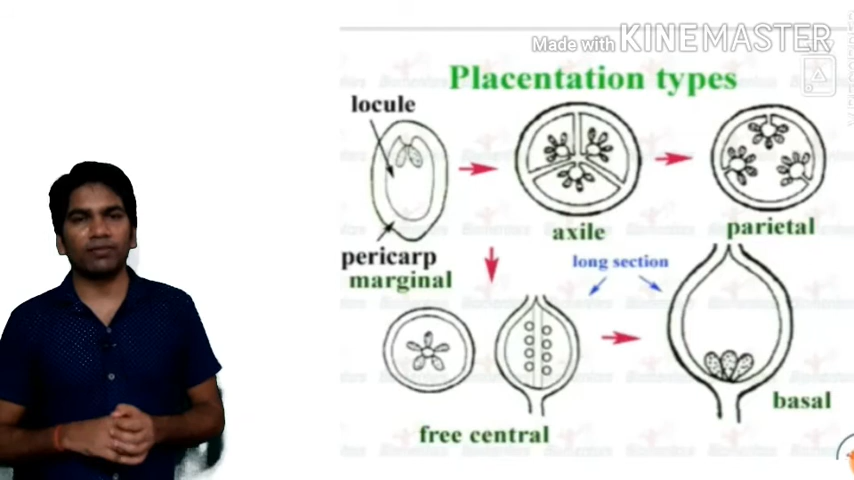 Made with KINEMASTER
Placentation types
locule
axile
parietal
pericarp
marginal
long section
free central
basal